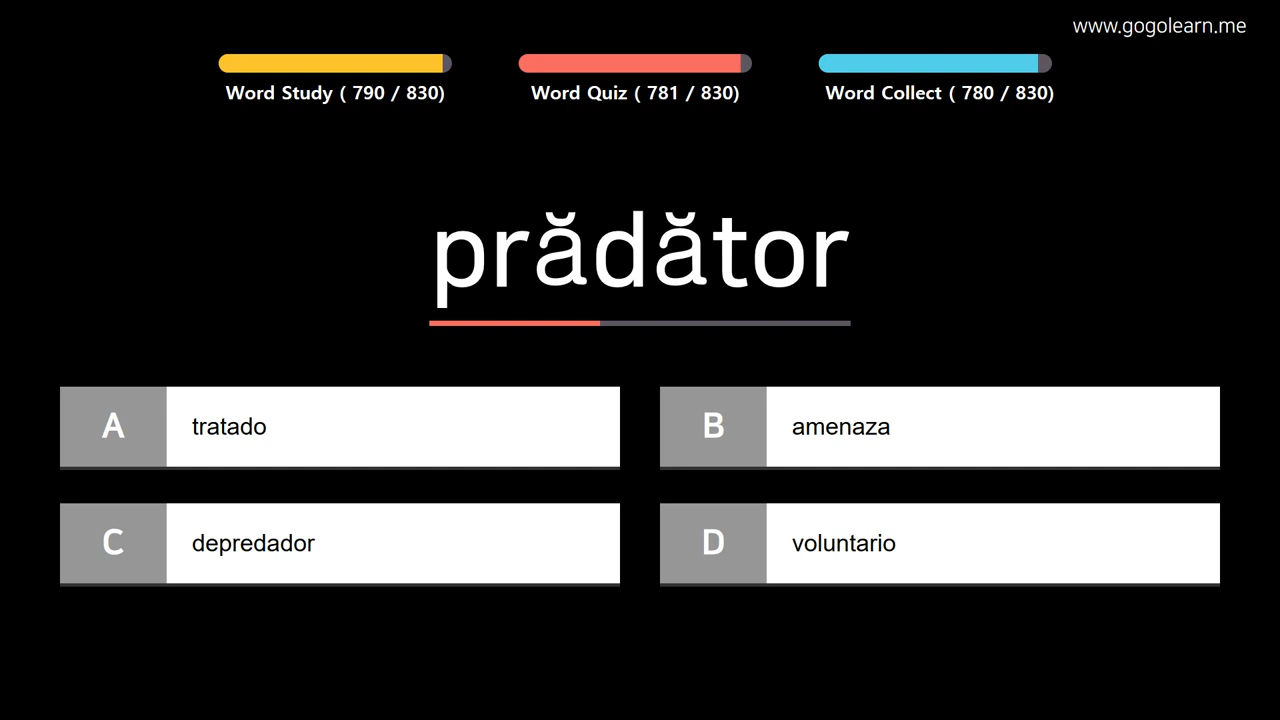 www.gogolearn.me
Word Study ( 790 / 830)
Word Quiz ( 781 / 830)
Word Collect ( 780 / 830)
prădător
A tratado
B amenaza
C depredador
D voluntario